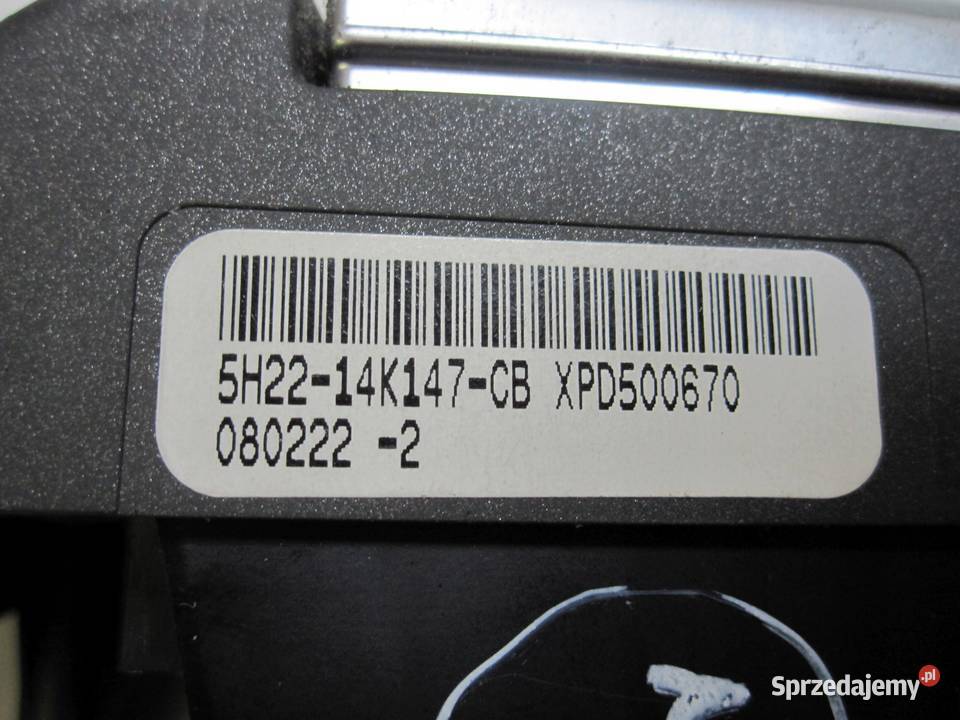 5H22-14K147-CB XPD500670
080222 -2
Sprzedajemy.pl